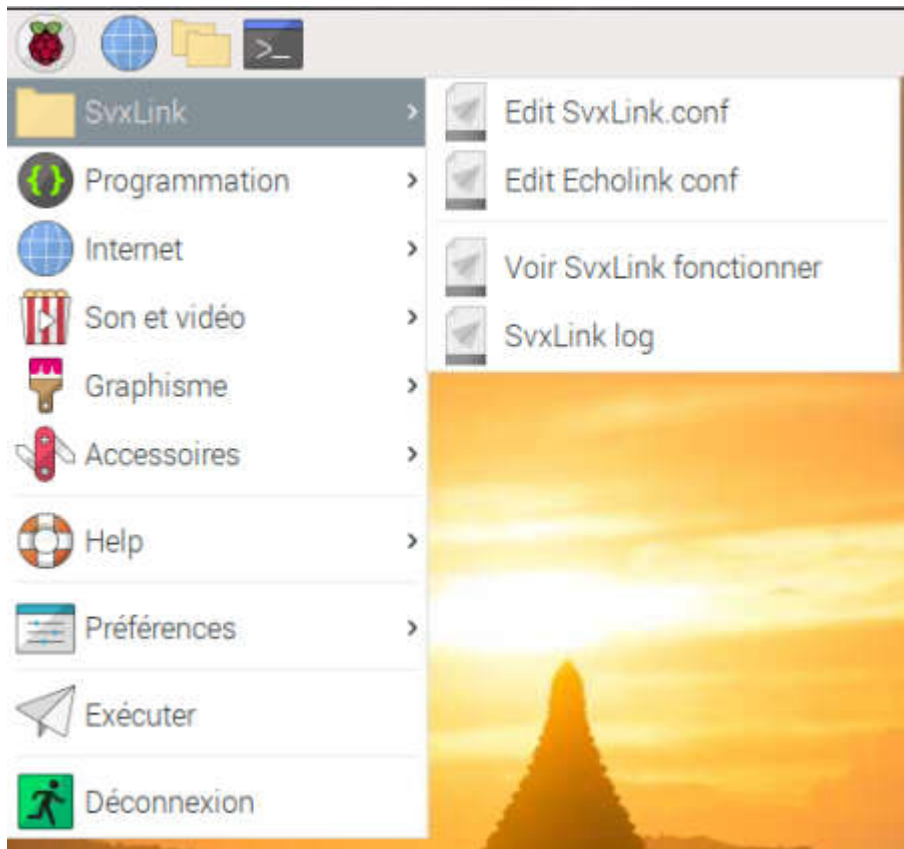 >_
SvxLink
Programmation
Internet
Son et vidéo
Graphisme
Accessoires
Help
Préférences
Exécuter
Déconnexion
Edit SvxLink.conf
Edit Echolink conf
Voir SvxLink fonctionner
SvxLink log